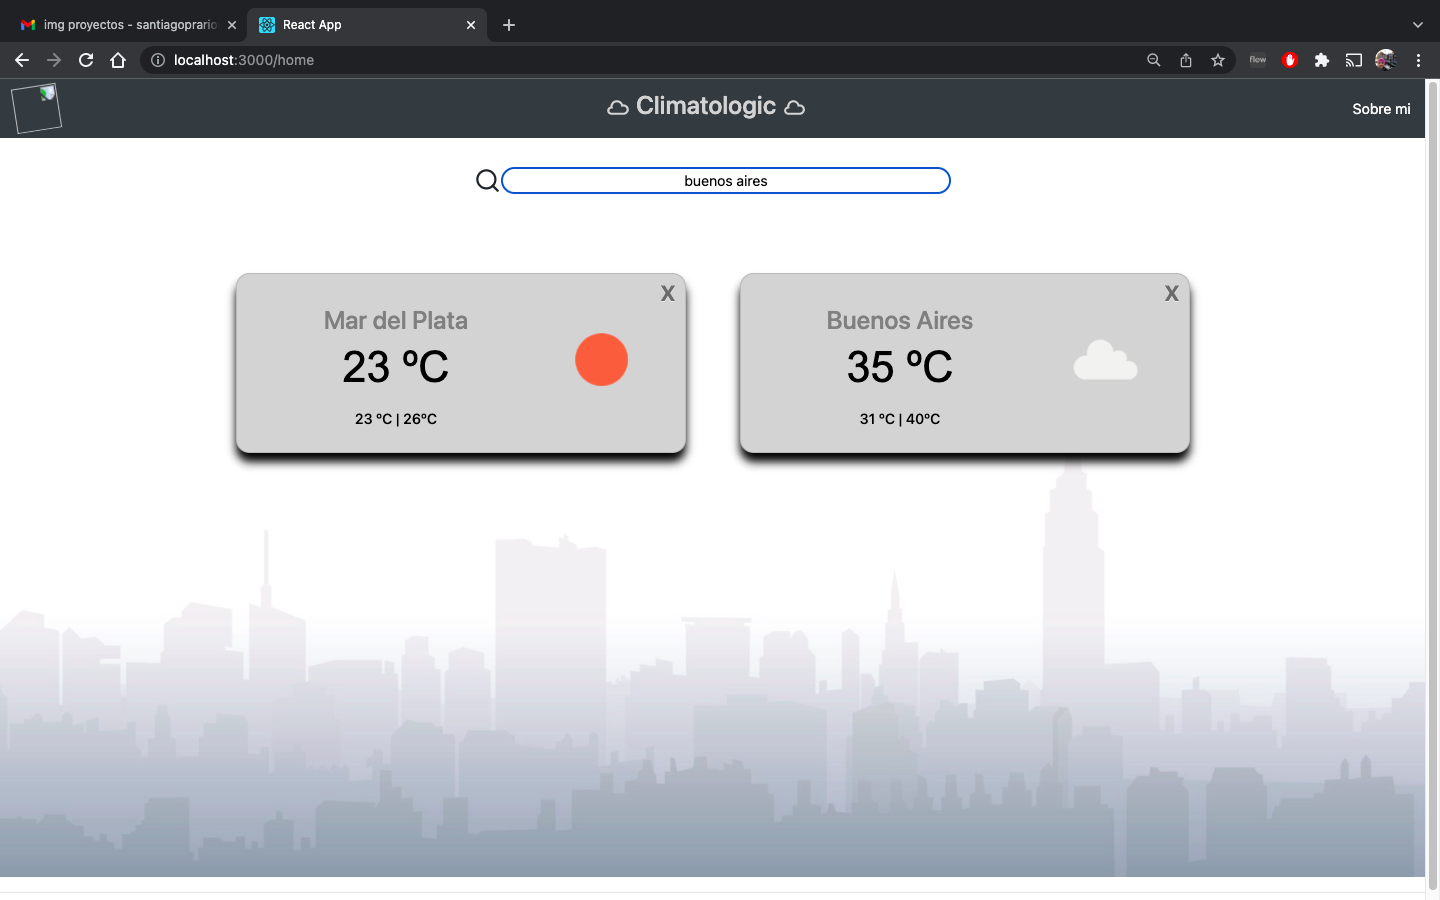 img proyectos - santiagoprario
React App
localhost:3000/home
flow
Climatologic
Sobre mi
buenos aires
X
Mar del Plata
23 ºC
23 ºC | 26ºC
X
Buenos Aires
35 ºC
31 ºC | 40ºC